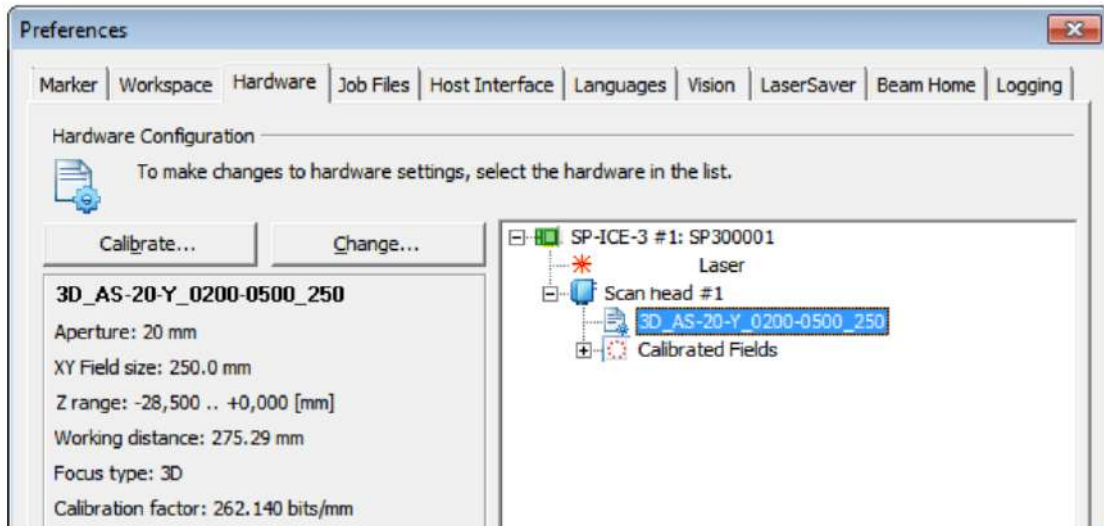 Preferences
Marker Workspace Hardware Job Files Host Interface Languages Vision LaserSaver Beam Home Logging
Hardware Configuration
To make changes to hardware settings, select the hardware in the list.
Calibrate... Change...
3D_AS-20-Y_0200-0500_250
Aperture: 20 mm
XY Field size: 250.0 mm
Z range: -28,500 .. +0,000 [mm]
Working distance: 275.29 mm
Focus type: 3D
Calibration factor: 262.140 bits/mm
SP-ICE-3 #1: SP300001
Laser
Scan head #1
3D_AS-20-Y_0200-0500_250
Calibrated Fields